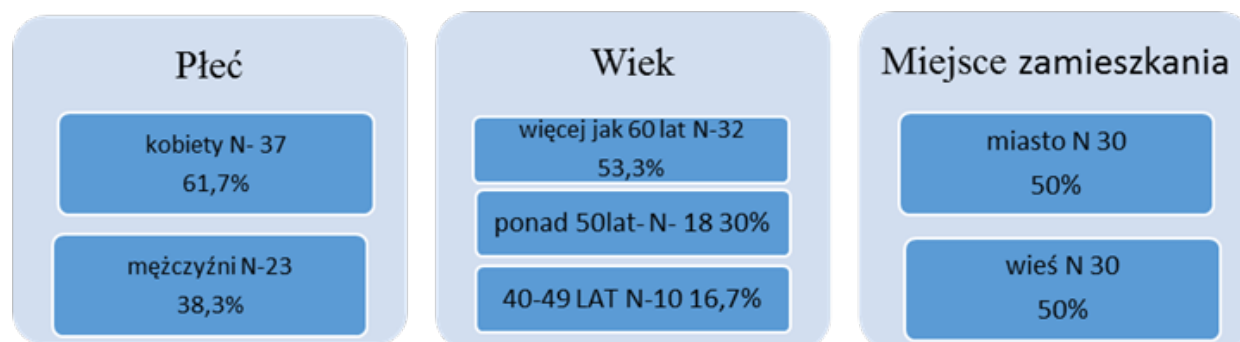 Płeć
kobiety N- 37
61,7%
mężczyźni N-23
38,3%
Wiek
więcej jak 60 lat N-32
53,3%
ponad 50lat- N- 18 30%
40-49 LAT N-10 16,7%
Miejsce zamieszkania
miasto N 30
50%
wieś N 30
50%